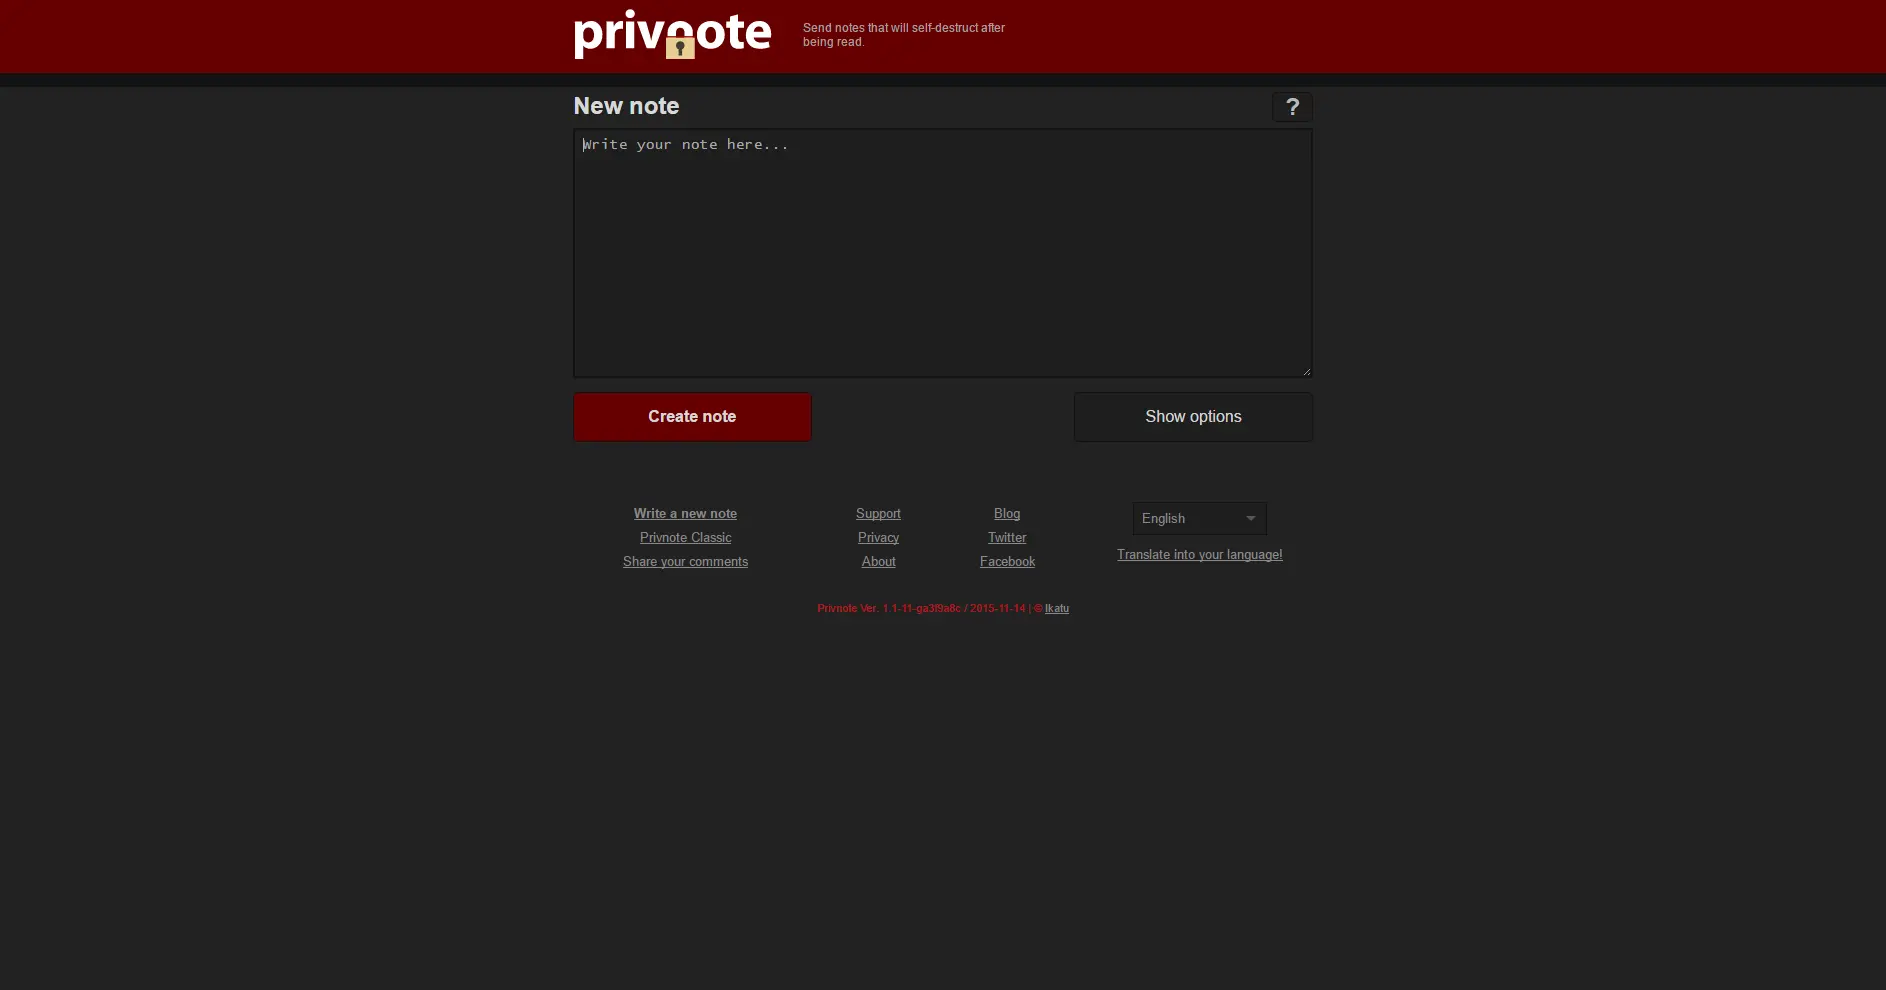 privnote
Send notes that will self-destruct after
being read.
New note
?
Write your note here...
Create note
Show options
Write a new note
Support
Blog
English
Privnote Classic
Privacy
Twitter
Translate into your language!
Share your comments
About
Facebook
Privnote Ver. 1.1-11-ga3f9a8c / 2015-11-14 | © Ikatu